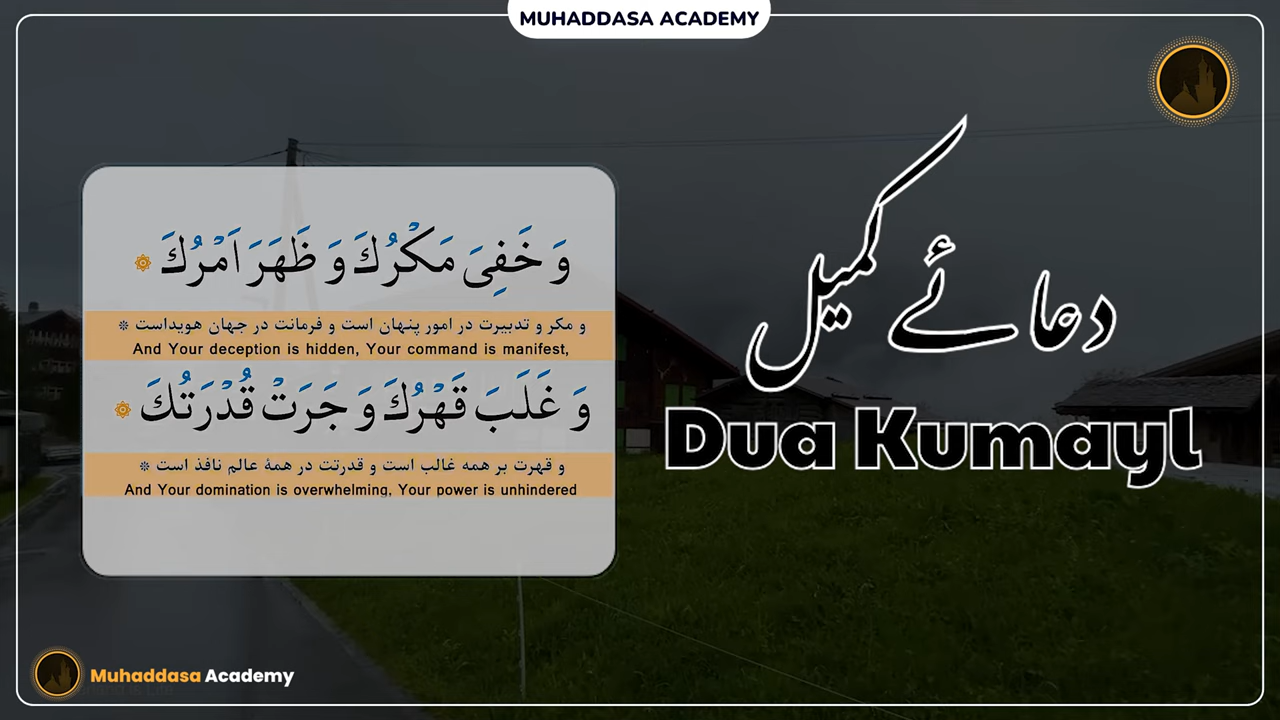 MUHADDASA ACADEMY
وَ خَفِیَ مَكْرُكَ وَ ظَهَرَ اَمْرُكَ ۞
و مکر و تدبیرت در امور پنهان است و فرمانت در جهان هویداست ※
And Your deception is hidden, Your command is manifest,
وَ غَلَبَ قَهْرُكَ وَ جَرَتْ قُدْرَتُكَ ۞
و قهرت بر همه غالب است و قدرتت در همهٔ عالم نافذ است ※
And Your domination is overwhelming, Your power is unhindered
دعائے کمیل
Dua Kumayl
Muhaddasa Academy